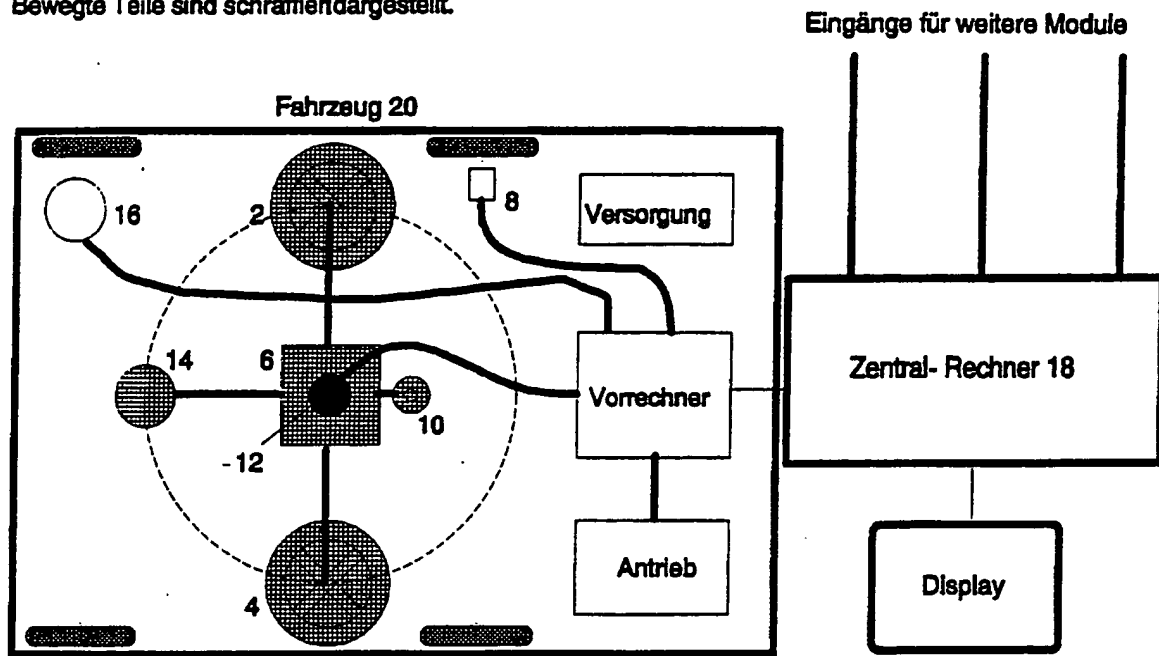 Bewegte Teile sind schraffiert dargestellt.
Eingänge für weitere Module
Fahrzeug 20
16
2
8
Versorgung
14
6
Vorrechner
Zentral- Rechner 18
10
-12
4
Antrieb
Display